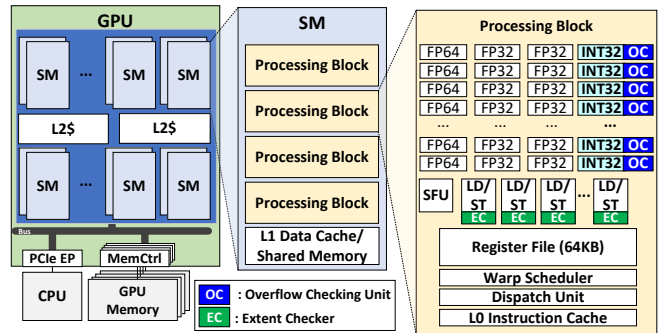 GPU
SM
...
SM
SM
L2$
L2$
SM
...
SM
SM
Bus
PCIe EP
MemCtrl
CPU
GPU
Memory
SM
Processing Block
Processing Block
Processing Block
Processing Block
L1 Data Cache/
Shared Memory
OC : Overflow Checking Unit
EC : Extent Checker
Processing Block
FP64 FP32 FP32 INT32 OC
FP64 FP32 FP32 INT32 OC
FP64 FP32 FP32 INT32 OC
FP64 FP32 FP32 INT32 OC
... ... ... ...
FP64 FP32 FP32 INT32 OC
FP64 FP32 FP32 INT32 OC
SFU
LD/ LD/ LD/ ... LD/
ST ST ST ST
EC EC EC EC
Register File (64KB)
Warp Scheduler
Dispatch Unit
L0 Instruction Cache